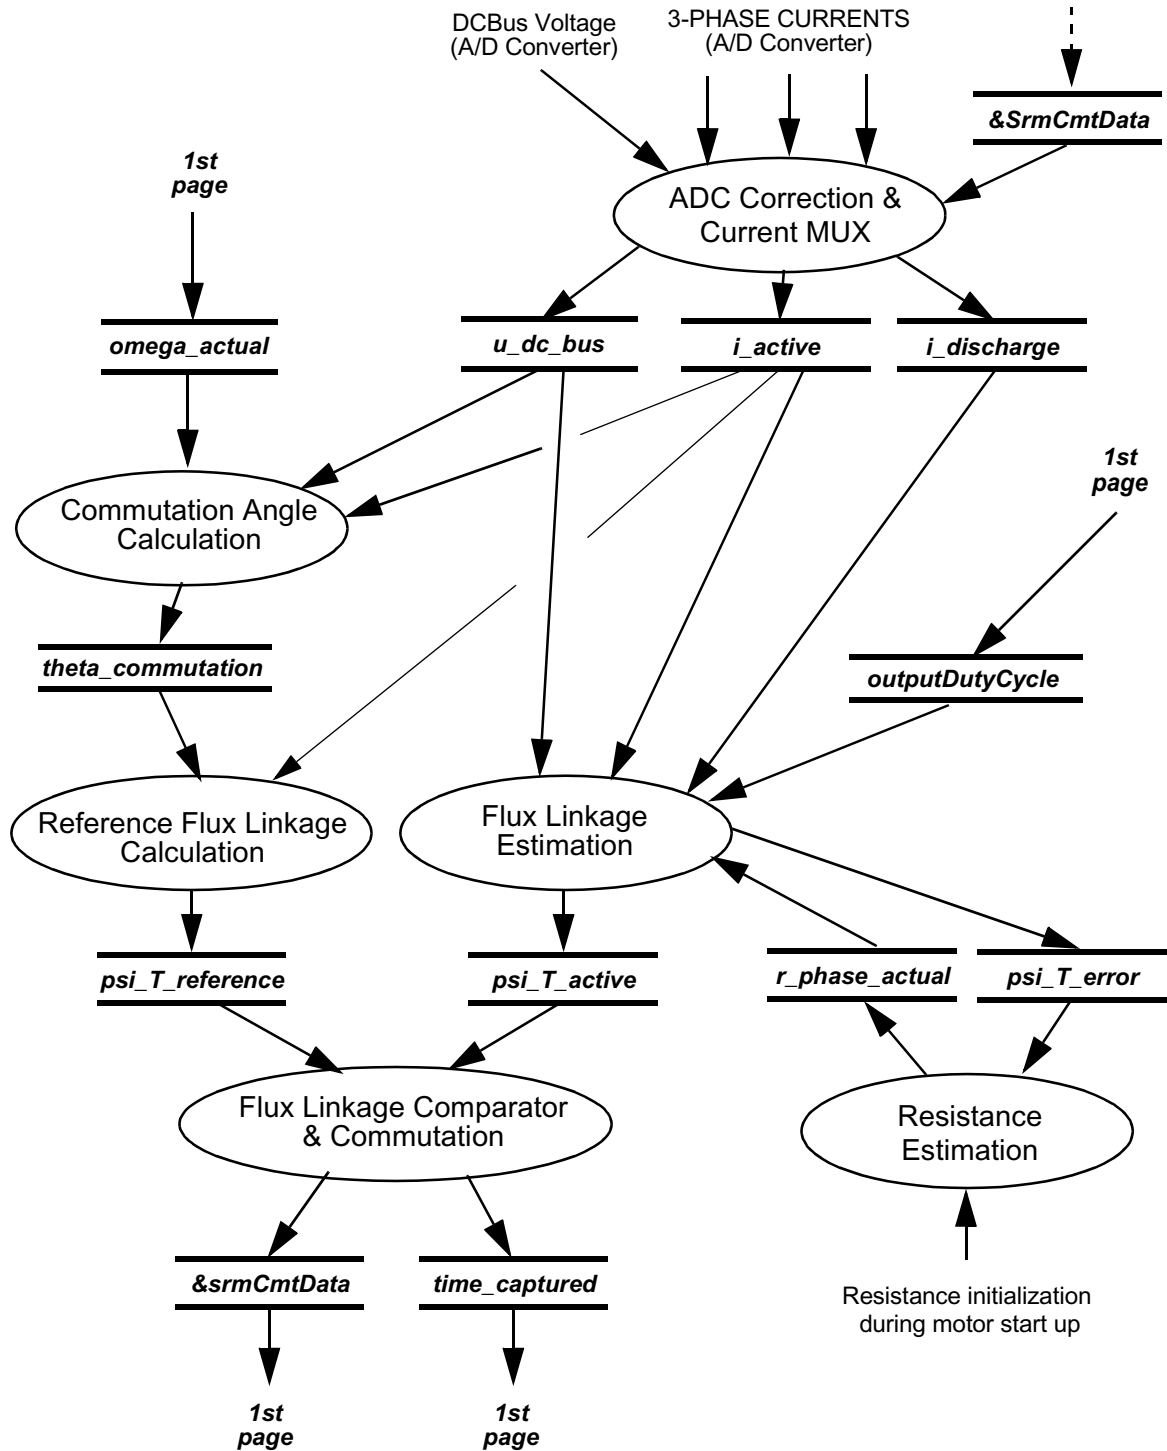 DCBus Voltage
(A/D Converter)
3-PHASE CURRENTS
(A/D Converter)
&SrmCmtData
1st
page
ADC Correction &
Current MUX
omega_actual
u_dc_bus
i_active
i_discharge
1st
page
Commutation Angle
Calculation
theta_commutation
outputDutyCycle
Reference Flux Linkage
Calculation
Flux Linkage
Estimation
psi_T_reference
psi_T_active
r_phase_actual
psi_T_error
Flux Linkage Comparator
& Commutation
Resistance
Estimation
&srmCmtData
time_captured
Resistance initialization
during motor start up
1st
page
1st
page